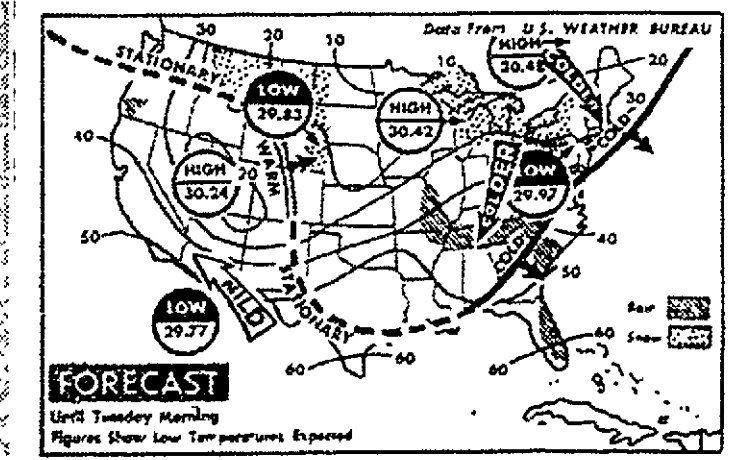 Data From U.S. WEATHER BUREAU
30
20
10
10
HIGH
30.48
COLDER
20
STATIONARY
LOW
29.83
HIGH
30.42
30
COLD
40
WARM
HIGH
30.24
20
COLDER
LOW
29.97
50
40
COLD
50
MILD
STATIONARY
LOW
29.77
Rain
Snow
60
60
60
60
FORECAST
Until Tuesday Morning
Figures Show Low Temperatures Expected